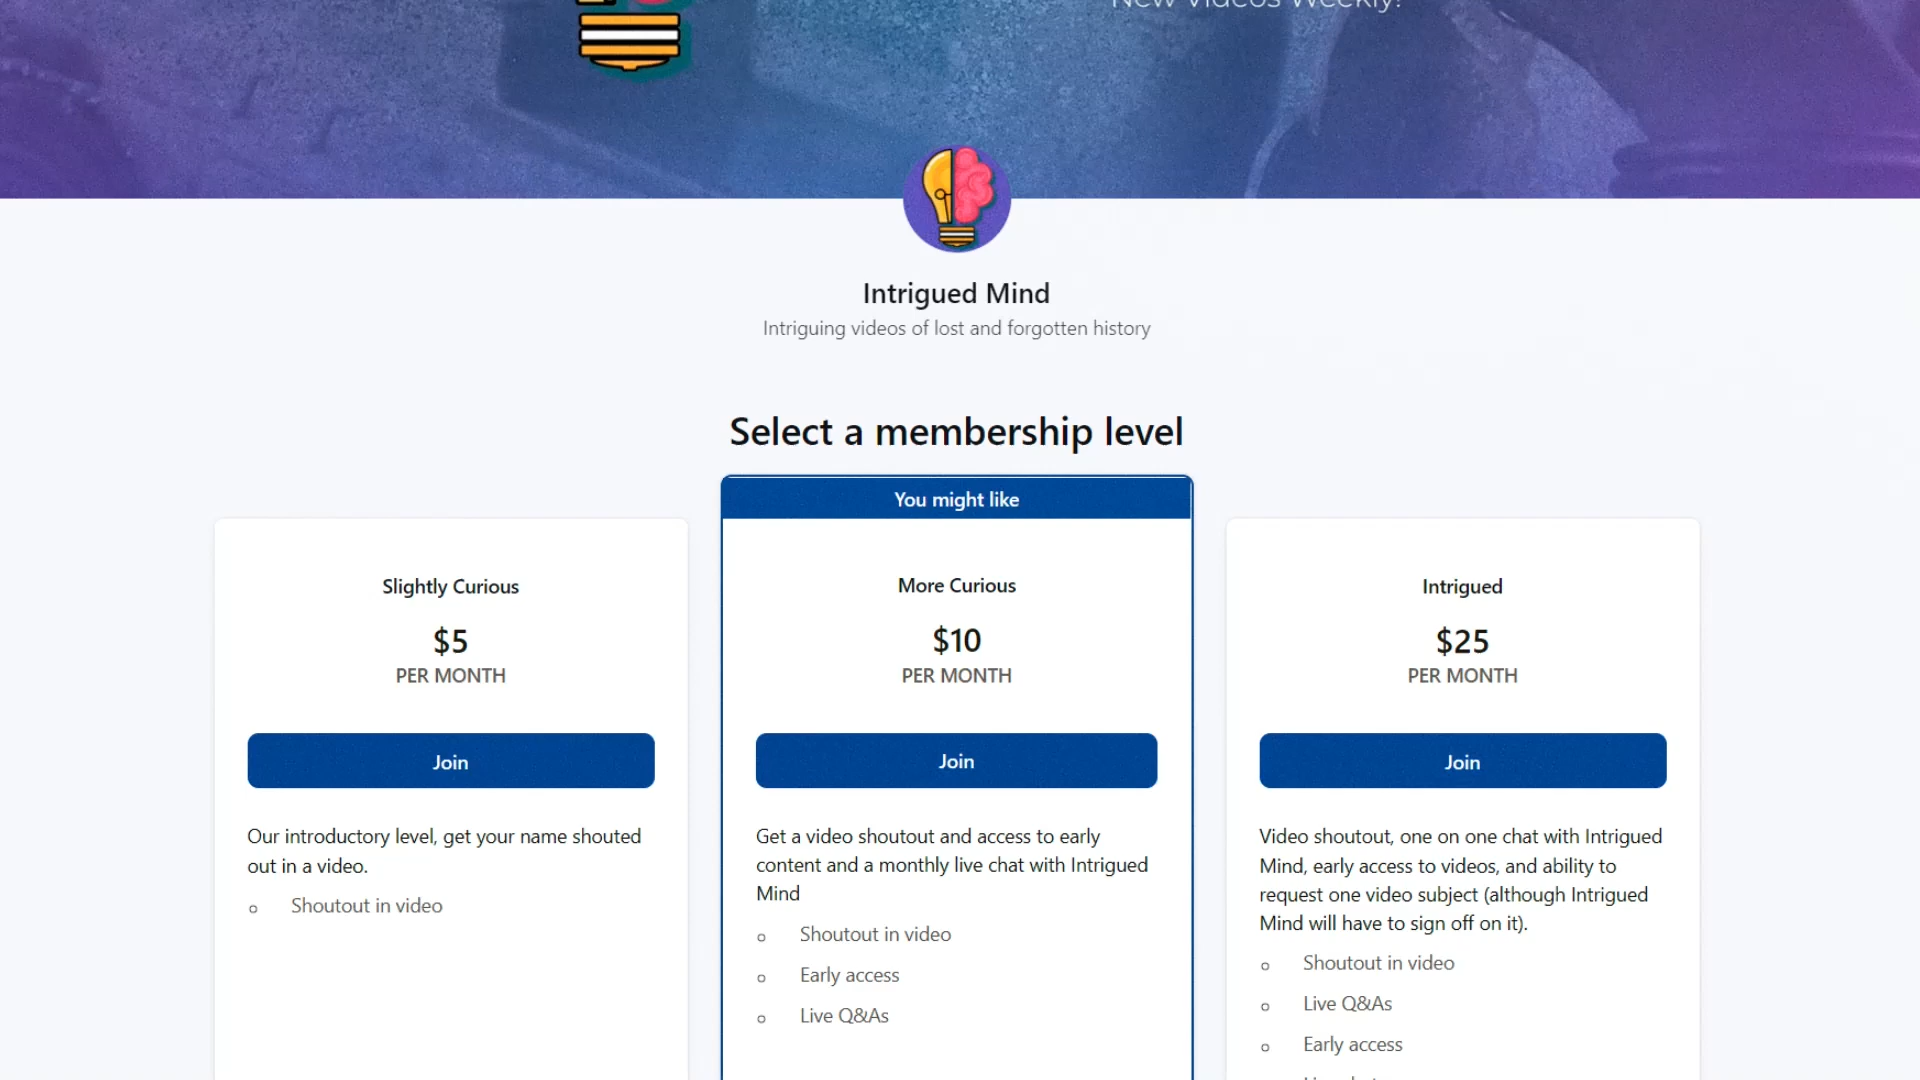 New Videos Weekly!
Intrigued Mind
Intriguing videos of lost and forgotten history
Select a membership level
You might like
Slightly Curious
$5
PER MONTH
Join
Our introductory level, get your name shouted
out in a video.
Shoutout in video
More Curious
$10
PER MONTH
Join
Get a video shoutout and access to early
content and a monthly live chat with Intrigued
Mind
Shoutout in video
Early access
Live Q&As
Intrigued
$25
PER MONTH
Join
Video shoutout, one on one chat with Intrigued
Mind, early access to videos, and ability to
request one video subject (although Intrigued
Mind will have to sign off on it).
Shoutout in video
Live Q&As
Early access